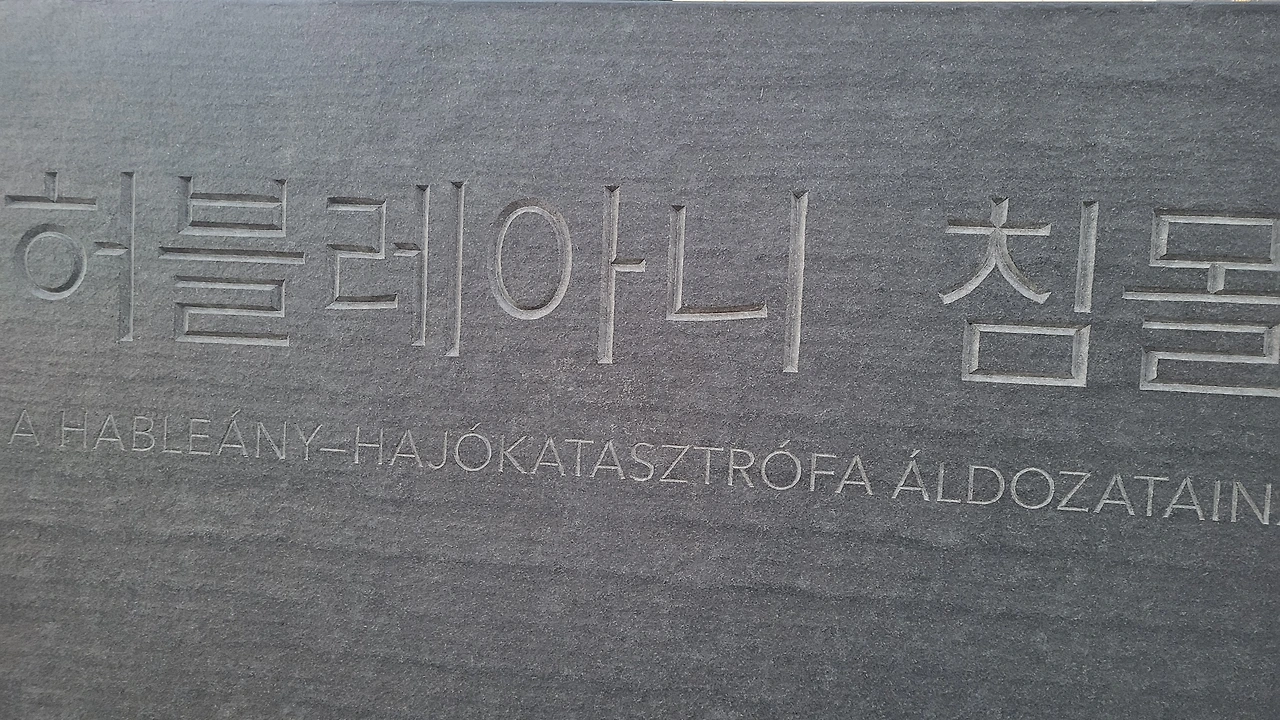 허블레아니 침몰
A HABLEÁNY–HAJÓKATASZTRÓFA ÁLDOZATAIN